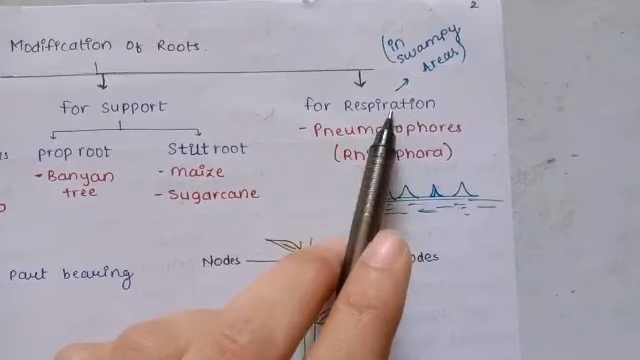 2
Modification Of Roots.
(in
swampy
Areas)
for support
for Respiration
prop root
Stilt root
- Pneumatophores
- Banyan
tree
- maize
- Sugarcane
Nodes
part bearing